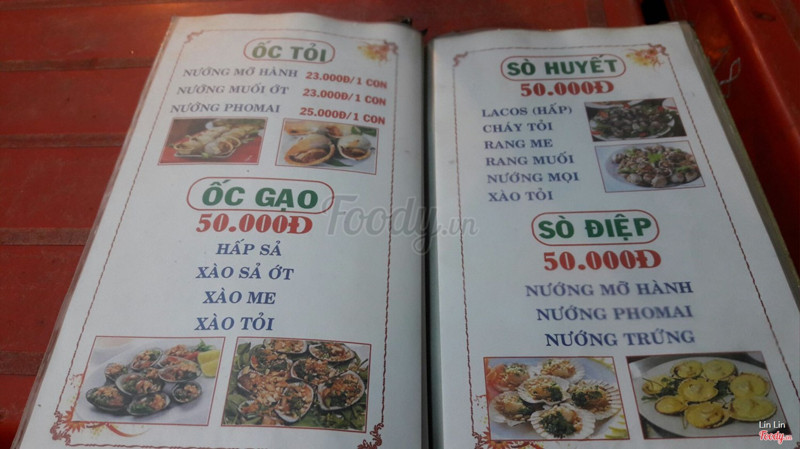 ỐC TỎI
NƯỚNG MỠ HÀNH 23.000Đ/1 CON
NƯỚNG MUỐI ỚT 23.000Đ/1 CON
NƯỚNG PHOMAI 25.000Đ/1 CON
ỐC GẠO
50.000Đ
HẤP SẢ
XÀO SẢ ỚT
XÀO ME
XÀO TỎI
SÒ HUYẾT
50.000Đ
LACOS (HẤP)
CHÁY TỎI
RANG ME
RANG MUỐI
NƯỚNG MỌI
XÀO TỎI
SÒ ĐIỆP
50.000Đ
NƯỚNG MỠ HÀNH
NƯỚNG PHOMAI
NƯỚNG TRỨNG
Foody.vn
Lin Lin
Foody.vn